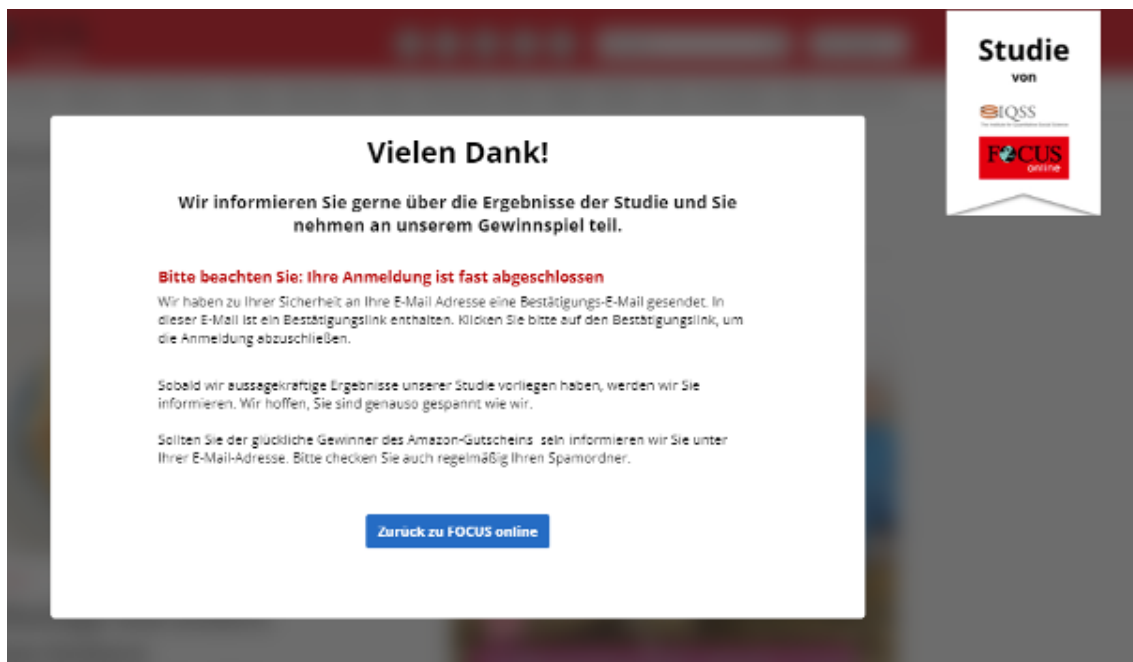 Vielen Dank!
Wir informieren Sie gerne über die Ergebnisse der Studie und Sie
nehmen an unserem Gewinnspiel teil.
Bitte beachten Sie: Ihre Anmeldung ist fast abgeschlossen
Wir haben zu Ihrer Sicherheit an Ihre E-Mail Adresse eine Bestätigungs-E-Mail gesendet. In
dieser E-Mail ist ein Bestätigungslink enthalten. Klicken Sie bitte auf den Bestätigungslink, um
die Anmeldung abzuschließen.
Sobald wir aussagekräftige Ergebnisse unserer Studie vorliegen haben, werden wir Sie
informieren. Wir hoffen, Sie sind genauso gespannt wie wir.
Sollten Sie der glückliche Gewinner des Amazon-Gutscheins sein informieren wir Sie unter
Ihrer E-Mail-Adresse. Bitte checken Sie auch regelmäßig Ihren Spamordner.
Zurück zu FOCUS online
Studie
von
IQSS
FOCUS
online